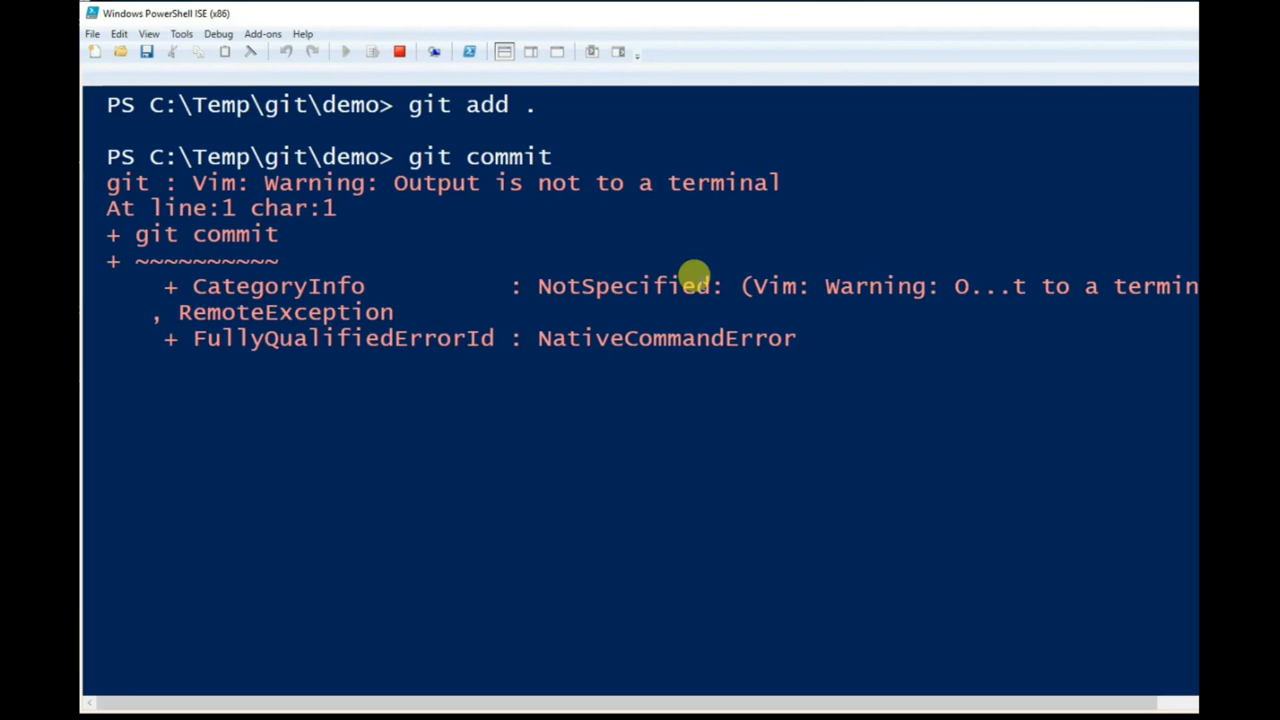 Windows PowerShell ISE (x86)
File Edit View Tools Debug Add-ons Help
PS C:\Temp\git\demo> git add .
PS C:\Temp\git\demo> git commit
git : Vim: Warning: Output is not to a terminal
At line:1 char:1
+ git commit
+ ~~~~~~~~~~
+ CategoryInfo : NotSpecified: (Vim: Warning: O...t to a termin
, RemoteException
+ FullyQualifiedErrorId : NativeCommandError